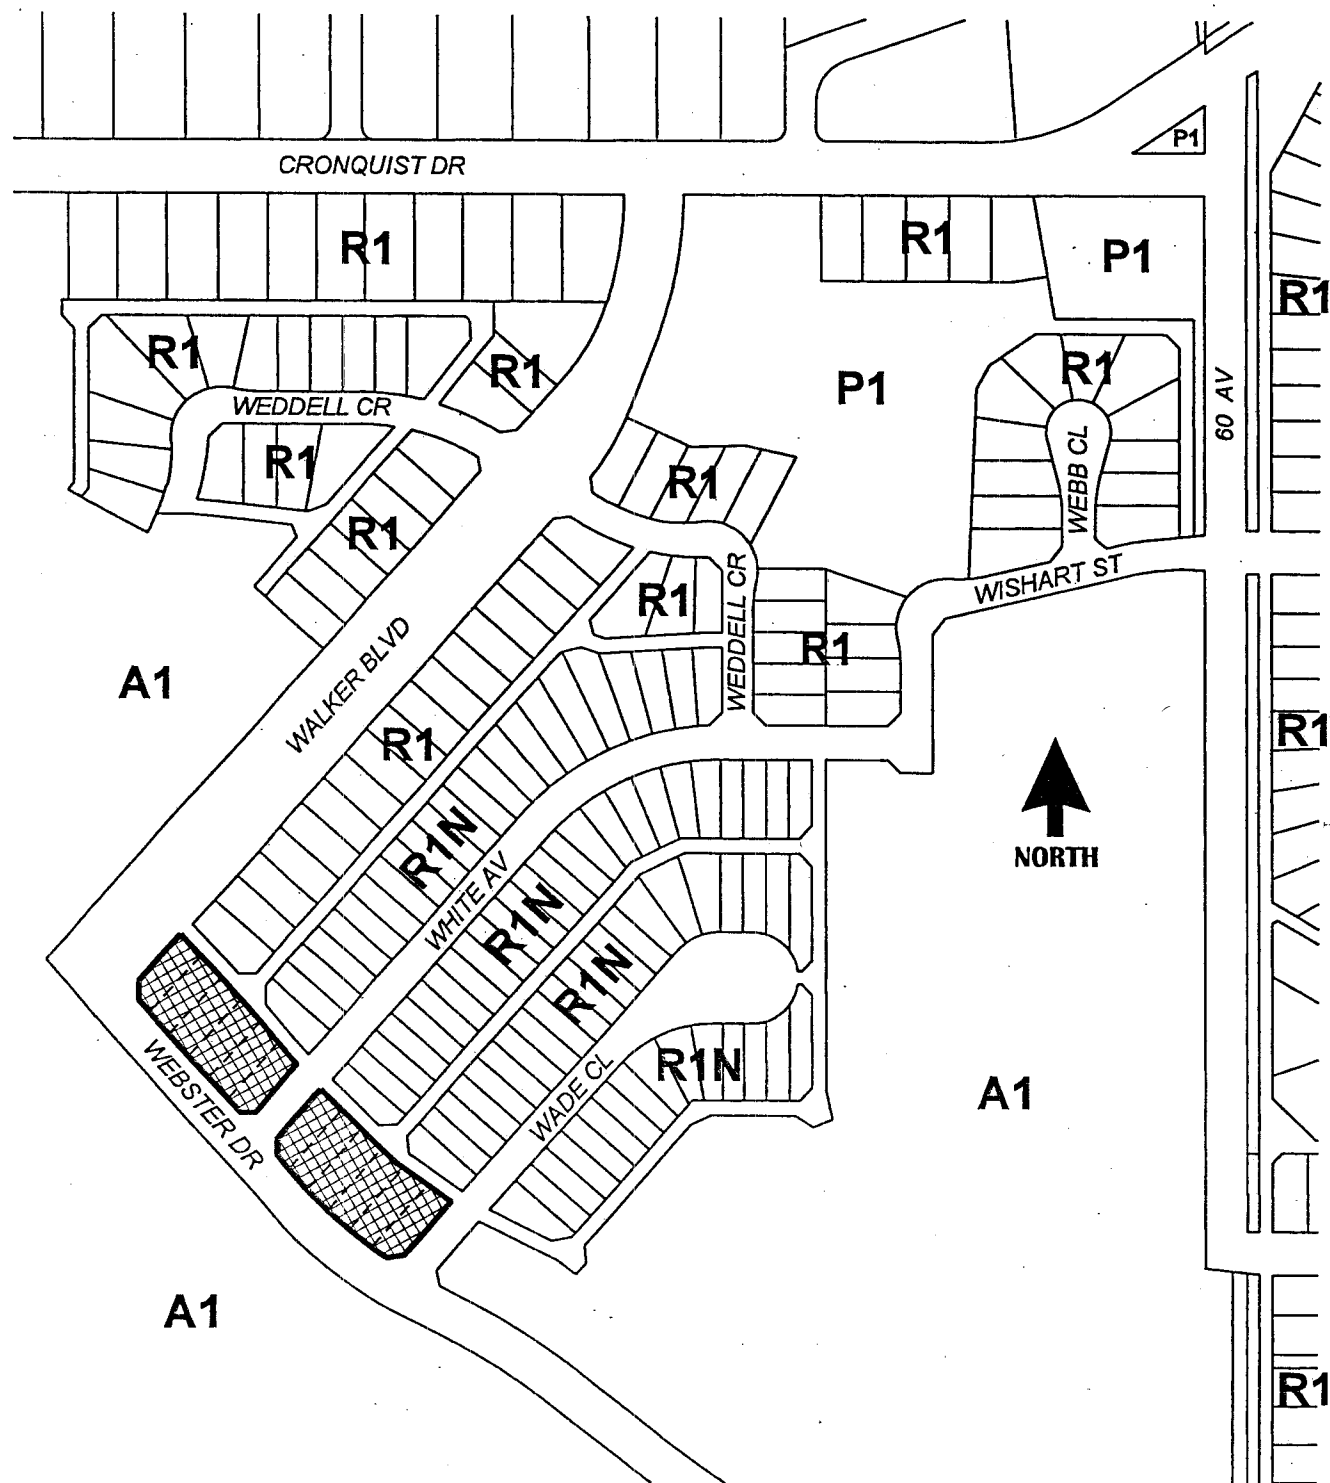 P1
CRONQUIST DR
R1
R1
P1
R1
R1
R1
R1
P1
WEDDELL CR
60 AV
R1
R1
WEBB CL
R1
WEDDELL CR
WISHART ST
R1
R1
A1
WALKER BLVD
R1
R1
NORTH
R1N
WHITE AV
R1N
R1N
R1N
WADE CL
WEBSTER DR
A1
A1
R1